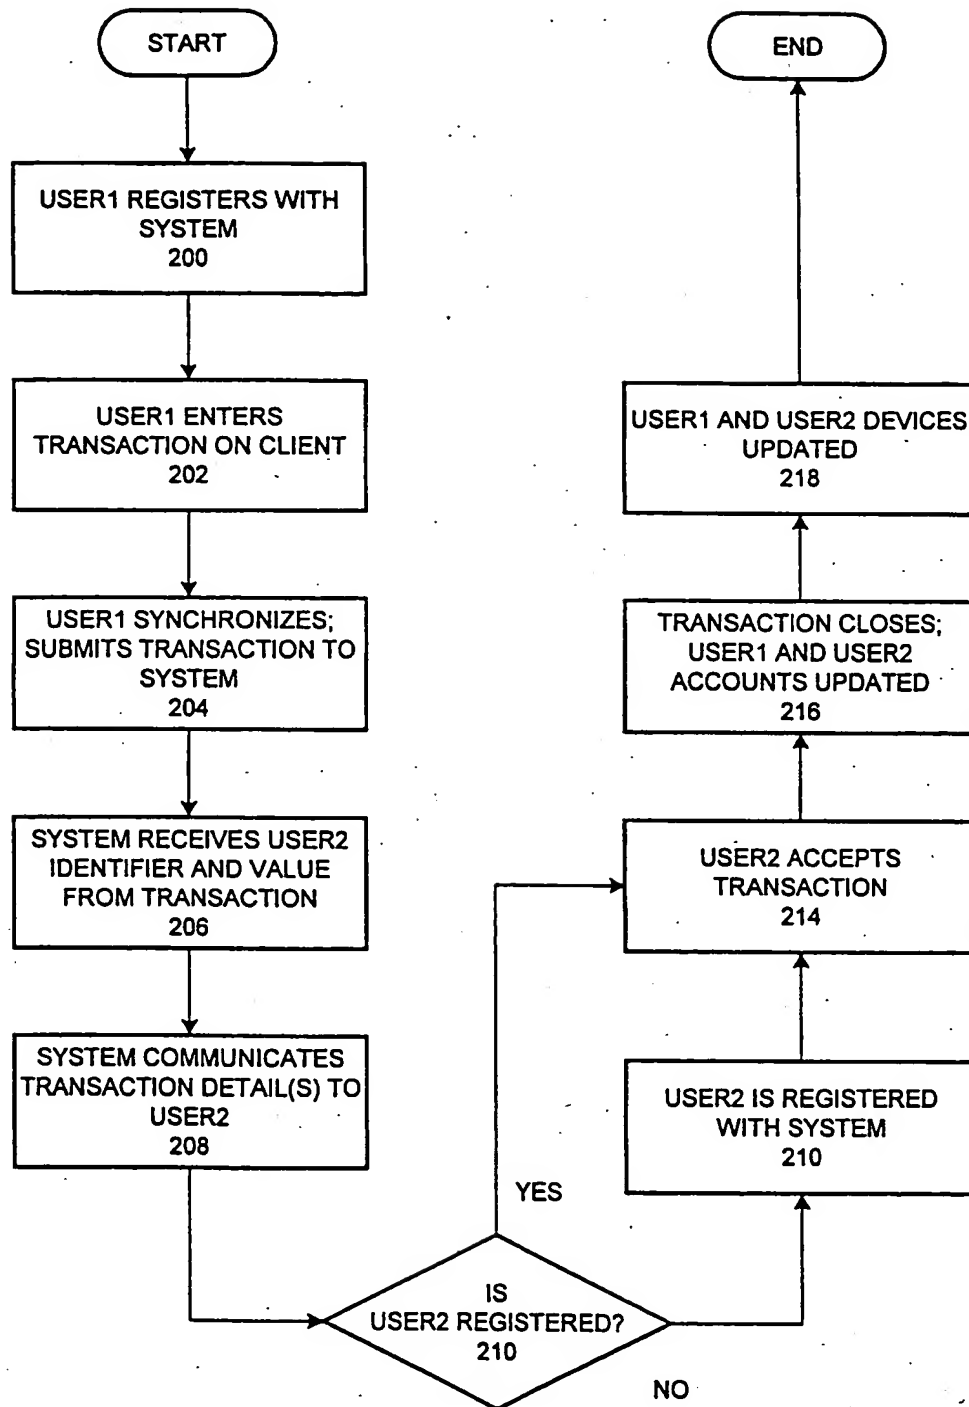 START
USER1 REGISTERS WITH
SYSTEM
200
USER1 ENTERS
TRANSACTION ON CLIENT
202
USER1 SYNCHRONIZES;
SUBMITS TRANSACTION TO
SYSTEM
204
SYSTEM RECEIVES USER2
IDENTIFIER AND VALUE
FROM TRANSACTION
206
SYSTEM COMMUNICATES
TRANSACTION DETAIL(S) TO
USER2
208
IS
USER2 REGISTERED?
210
YES
NO
USER2 IS REGISTERED
WITH SYSTEM
210
USER2 ACCEPTS
TRANSACTION
214
TRANSACTION CLOSES;
USER1 AND USER2
ACCOUNTS UPDATED
216
USER1 AND USER2 DEVICES
UPDATED
218
END